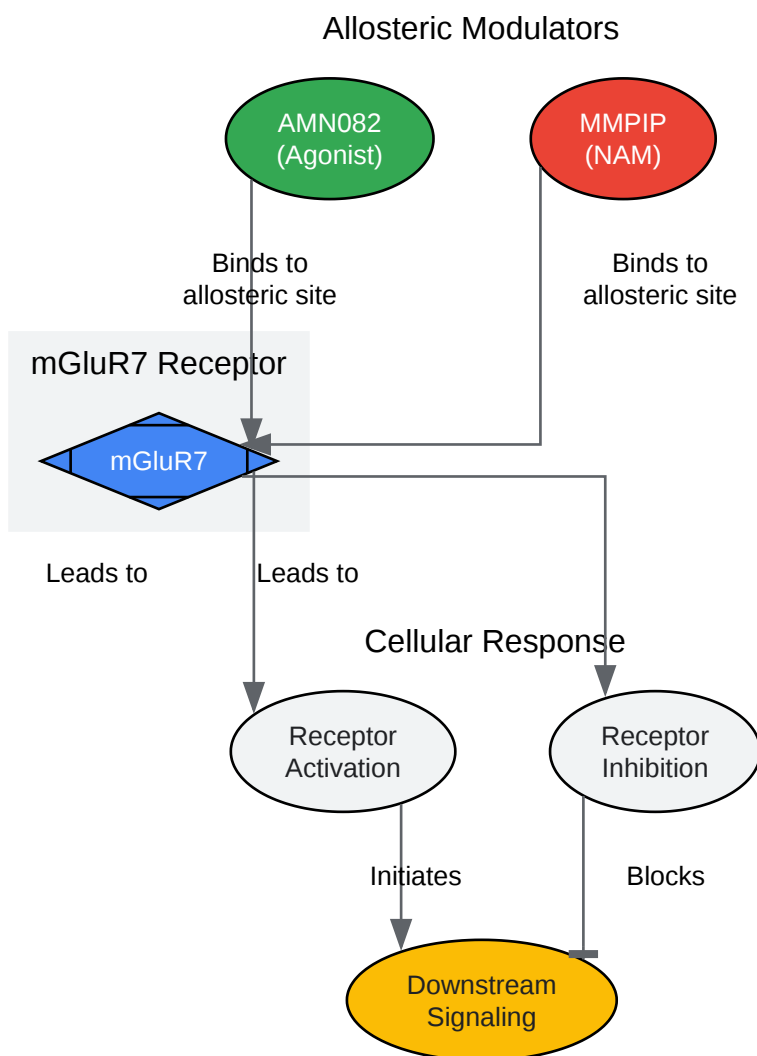 Allosteric Modulators
AMN082
(Agonist)
MMPIP
(NAM)
Binds to
allosteric site
Binds to
allosteric site
mGluR7 Receptor
mGluR7
Leads to
Leads to
Cellular Response
Receptor
Activation
Receptor
Inhibition
Initiates
Blocks
Downstream
Signaling